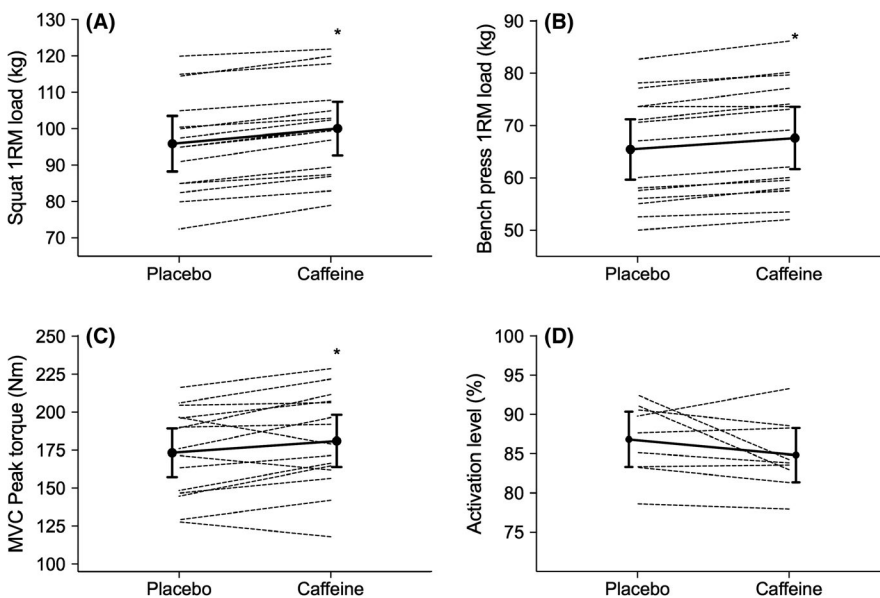 (A)
*
Squat 1RM load (kg)
130
120
110
100
90
80
70
Placebo
Caffeine
(B)
*
Bench press 1RM load (kg)
90
80
70
60
50
Placebo
Caffeine
(C)
*
MVC Peak torque (Nm)
250
225
200
175
150
125
100
Placebo
Caffeine
(D)
Activation level (%)
100
95
90
85
80
75
Placebo
Caffeine